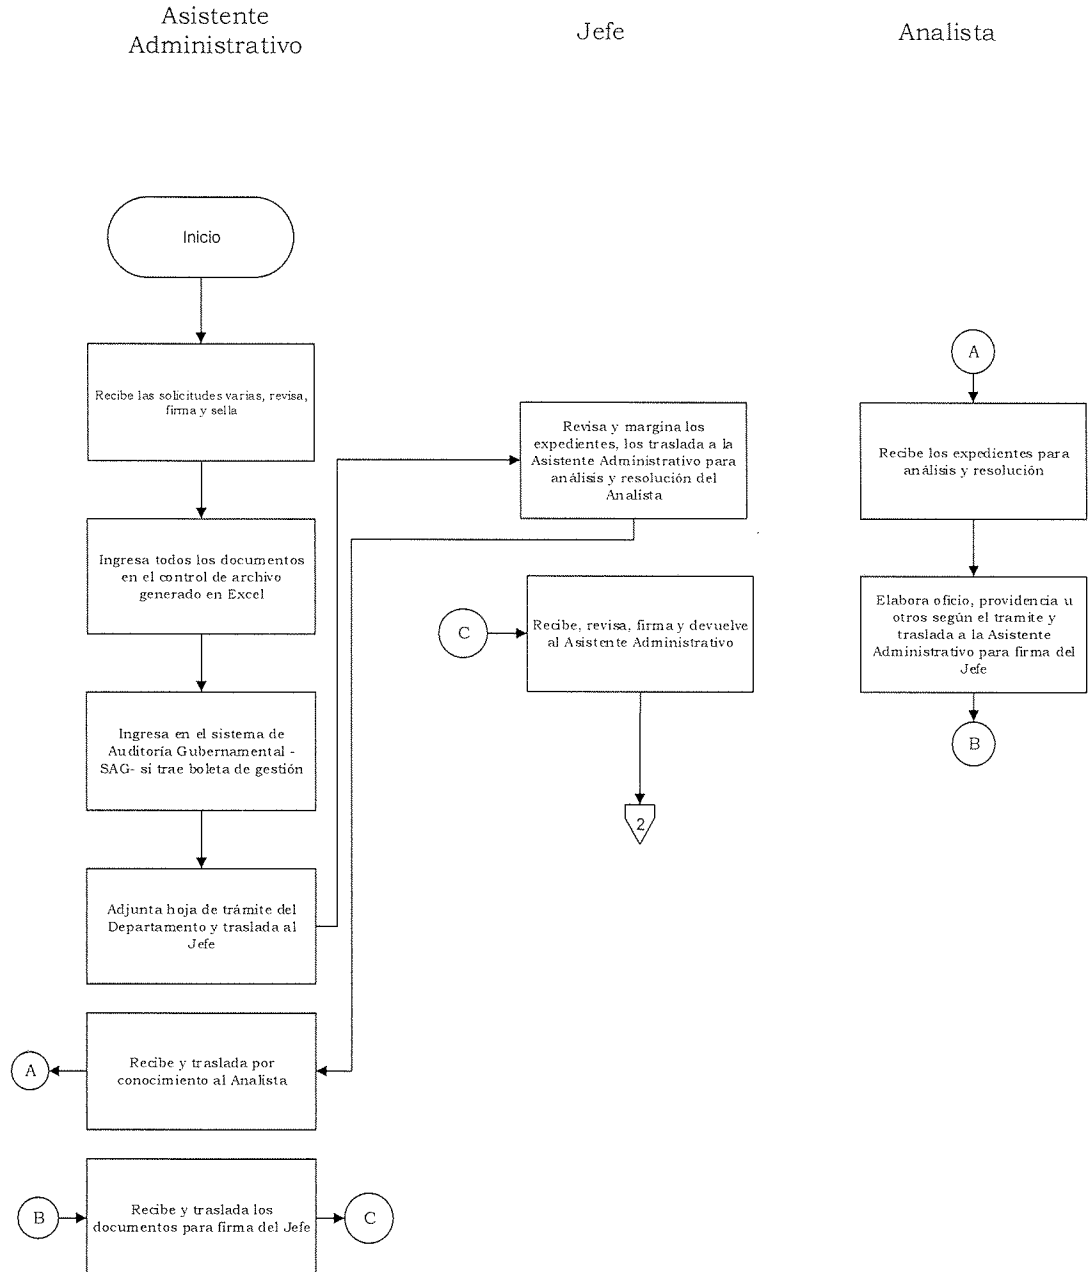 Asistente
Administrativo
Jefe
Analista
Inicio
Recibe las solicitudes varias, revisa,
firma y sella
Ingresa todos los documentos
en el control de archivo
generado en Excel
Ingresa en el sistema de
Auditoría Gubernamental -
SAG- si trae boleta de gestión
Adjunta hoja de trámite del
Departamento y traslada al
Jefe
A
Recibe y traslada por
conocimiento al Analista
B
Recibe y traslada los
documentos para firma del Jefe
C
Revisa y margina los
expedientes, los traslada a la
Asistente Administrativo para
análisis y resolución del
Analista
C
Recibe, revisa, firma y devuelve
al Asistente Administrativo
2
A
Recibe los expedientes para
análisis y resolución
Elabora oficio, providencia u
otros según el tramite y
traslada a la Asistente
Administrativo para firma del
Jefe
B